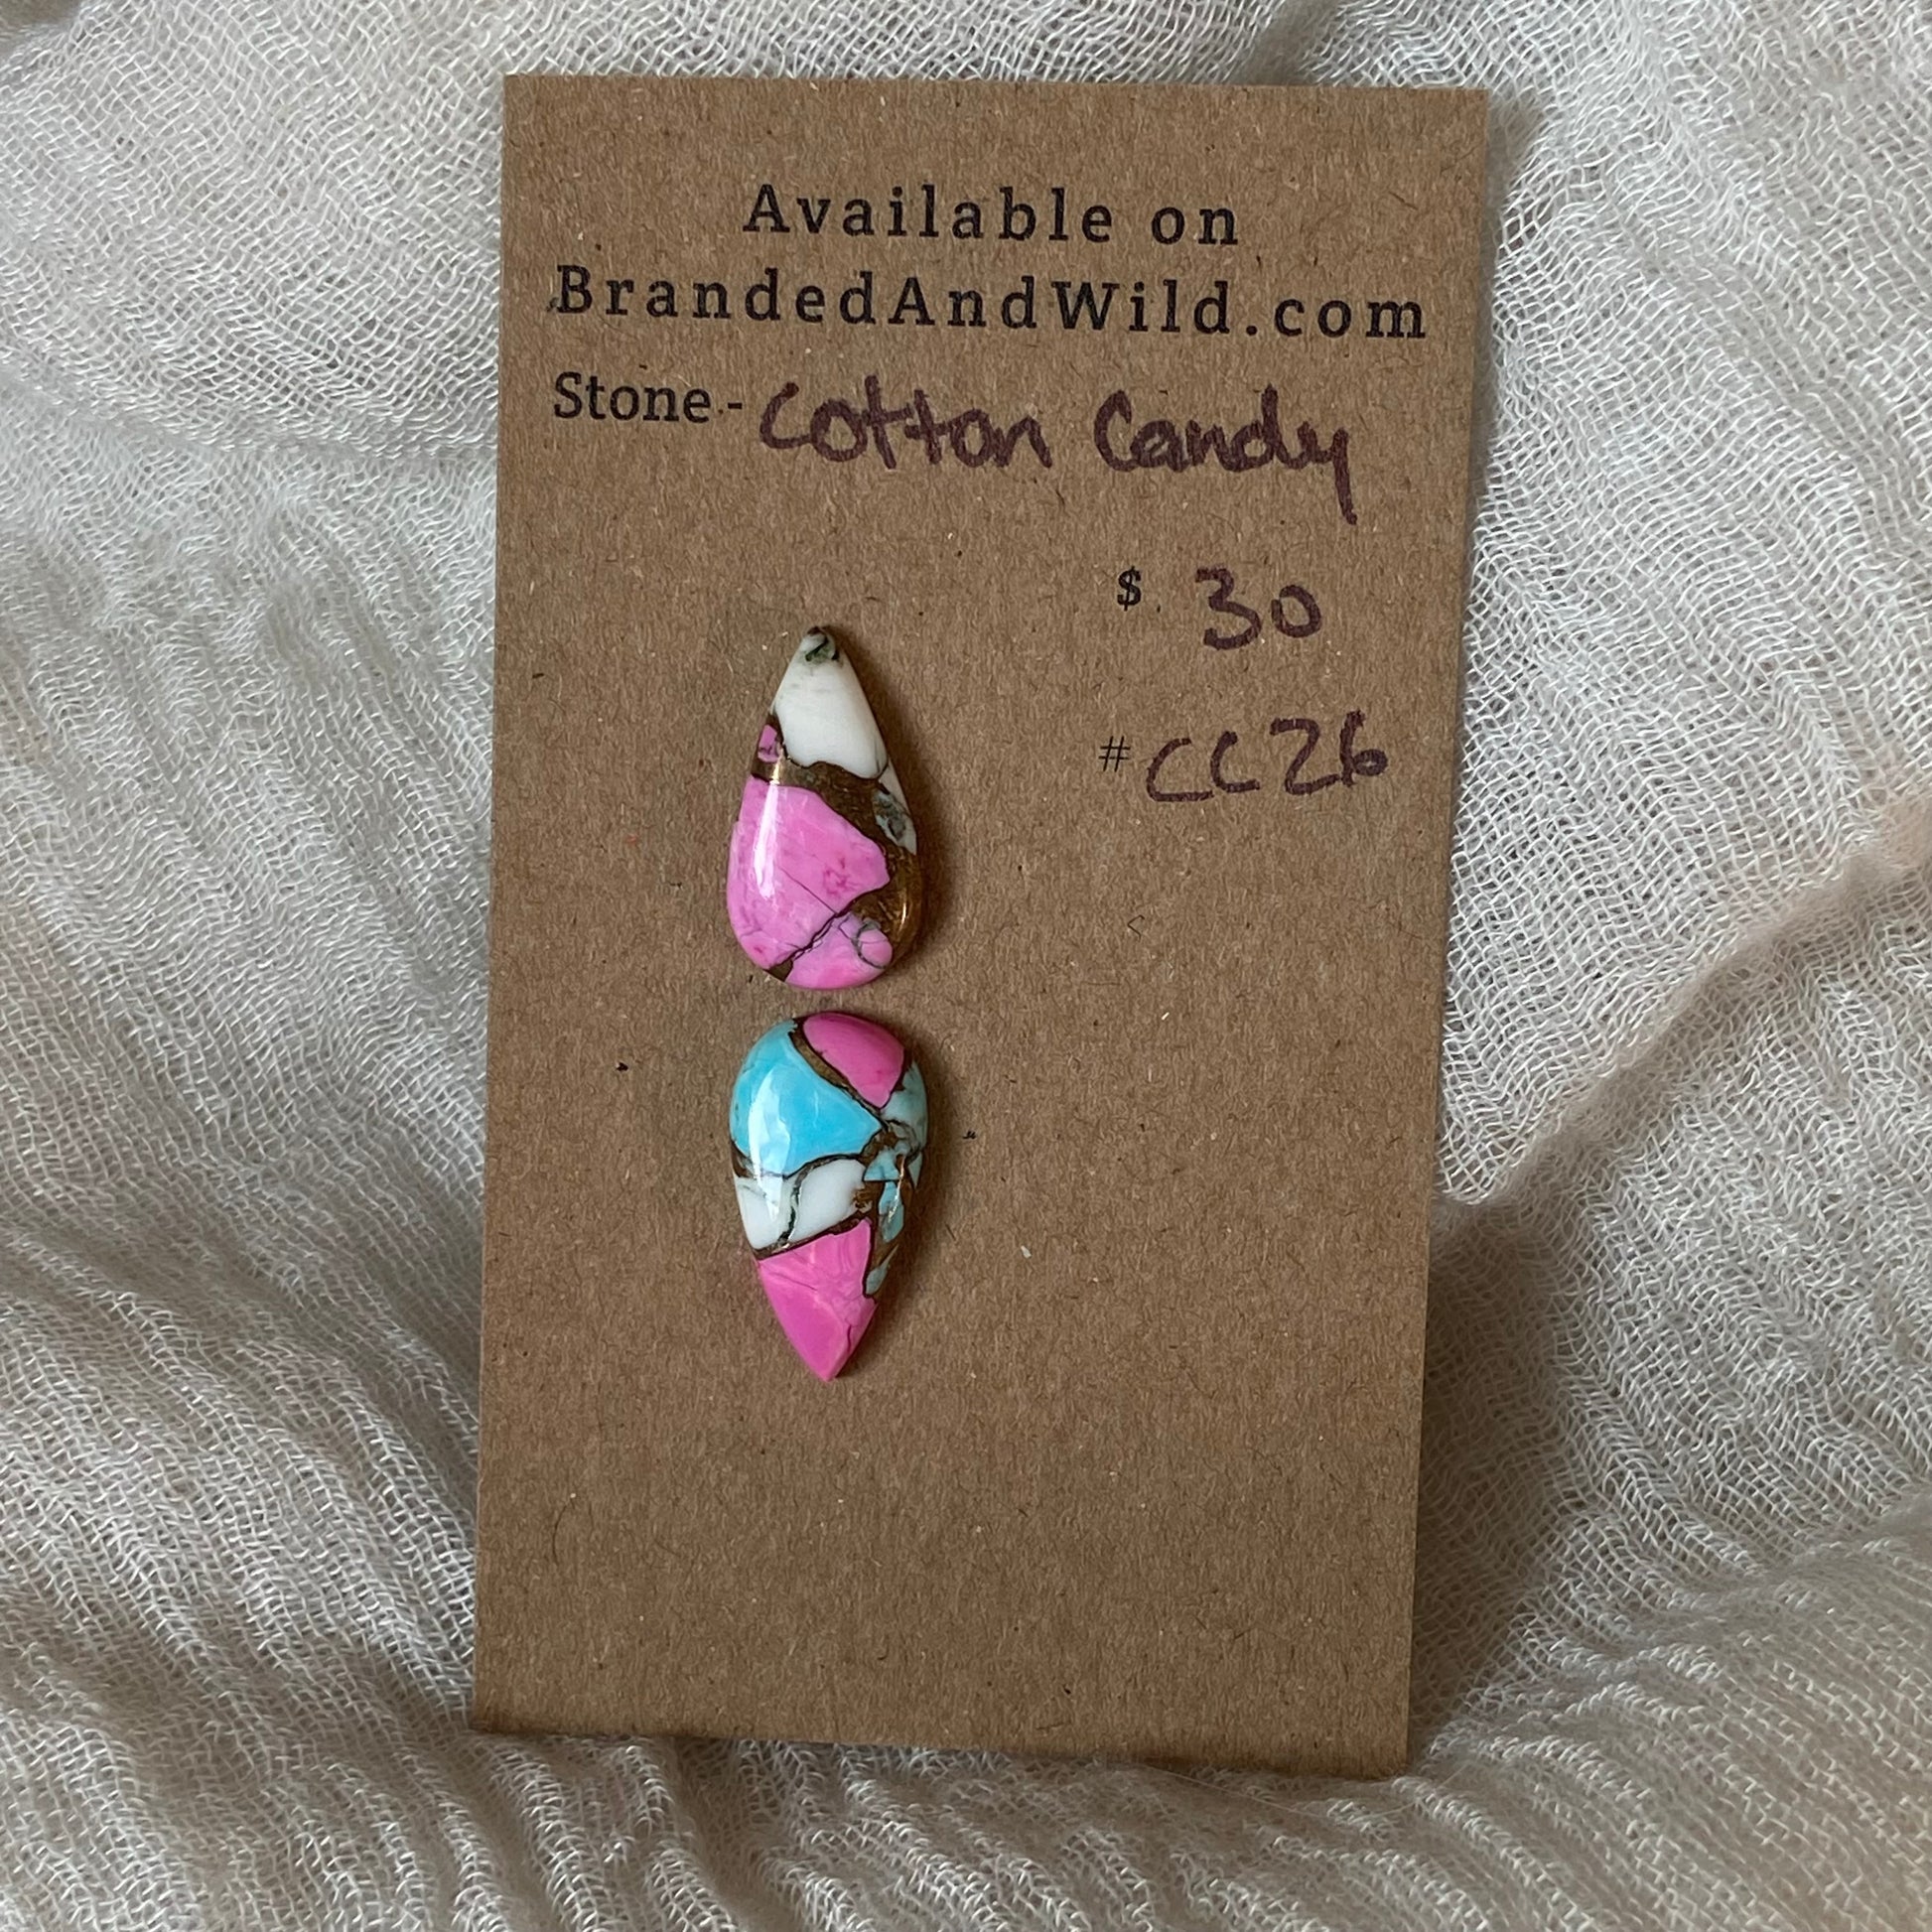 Available on
BrandedAndWild.com
Stone - Cotton Candy
$ 30
# CC26